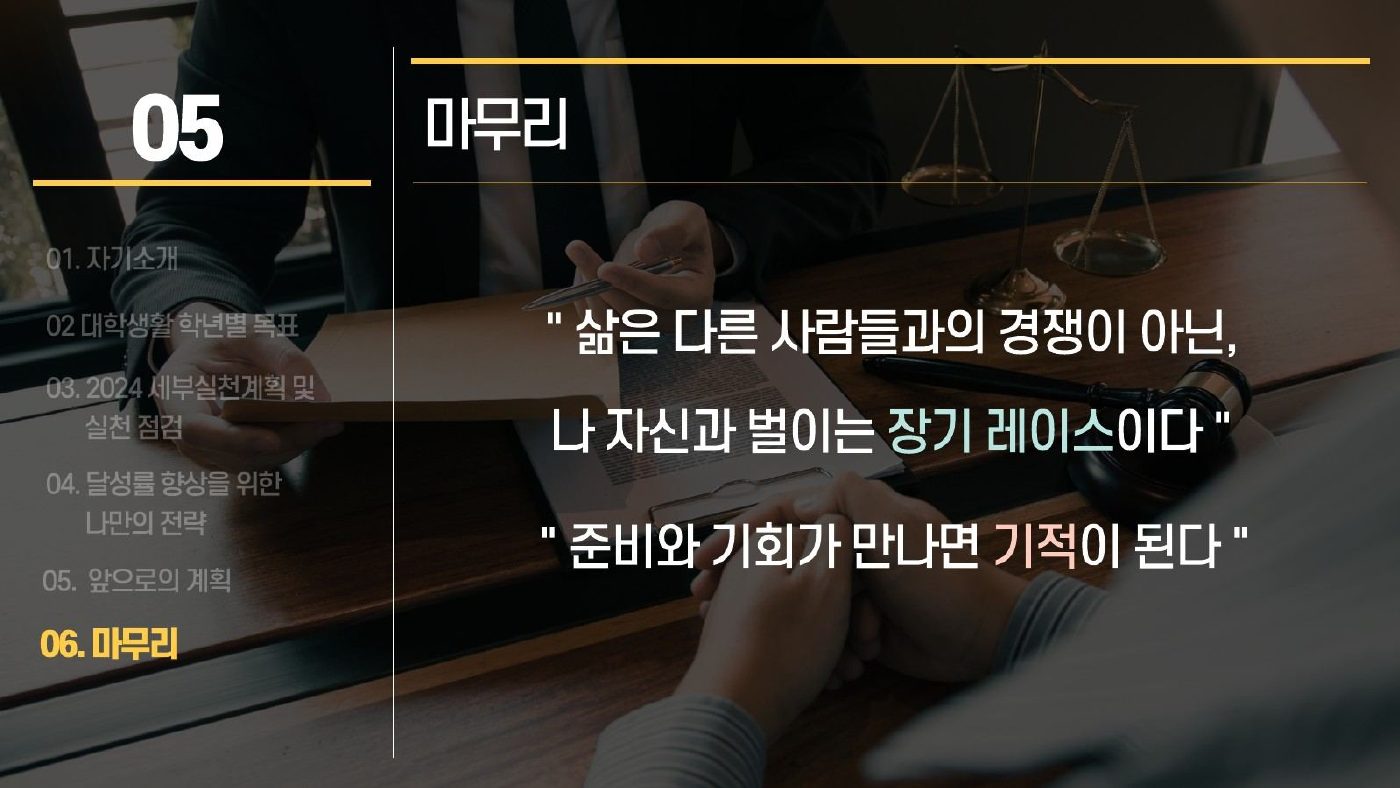 05
01. 자기소개
02 대학생활 학년별 목표
03. 2024 세부실천계획 및
실천 점검
04. 달성률 향상을 위한
나만의 전략
05. 앞으로의 계획
06. 마무리
마무리
" 삶은 다른 사람들과의 경쟁이 아닌,
나 자신과 벌이는 장기 레이스이다 "
" 준비와 기회가 만나면 기적이 된다 "